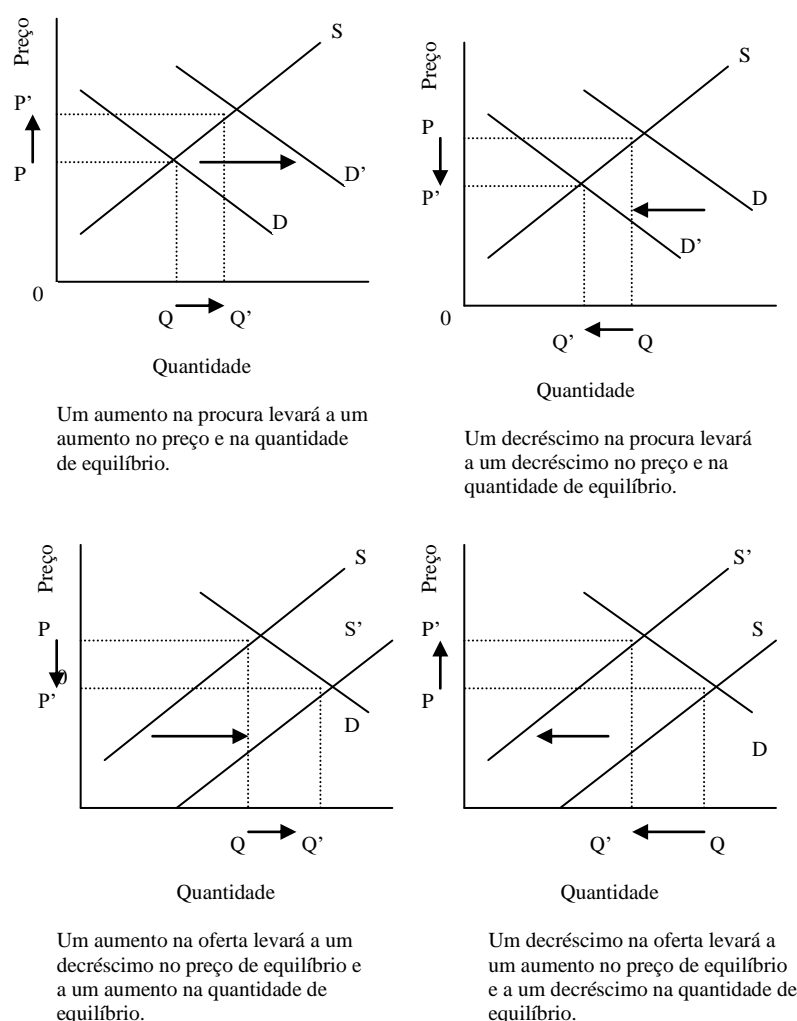 Preço
S
P’
P
D’
D
0
Q Q’
Quantidade
Um aumento na procura levará a um
aumento no preço e na quantidade
de equilíbrio.
Preço
S
P
P’
D
D’
0
Q’ Q
Quantidade
Um decréscimo na procura levará
a um decréscimo no preço e na
quantidade de equilíbrio.
Preço
S
P
S’
0
P’
D
Q Q’
Quantidade
Um aumento na oferta levará a um
decréscimo no preço de equilíbrio e
a um aumento na quantidade de
equilíbrio.
Preço
S’
P’
S
P
D
Q’ Q
Quantidade
Um decréscimo na oferta levará a
um aumento no preço de equilíbrio
e a um decréscimo na quantidade de
equilíbrio.